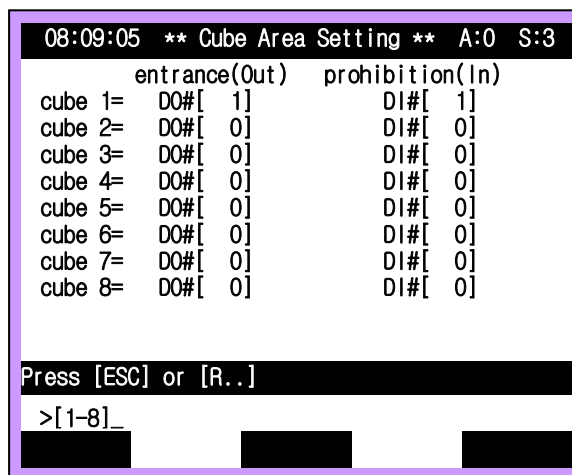 08:09:05 ** Cube Area Setting ** A:0 S:3
entrance(Out) prohibition(In)
cube 1= DO#[ 1] DI#[ 1]
cube 2= DO#[ 0] DI#[ 0]
cube 3= DO#[ 0] DI#[ 0]
cube 4= DO#[ 0] DI#[ 0]
cube 5= DO#[ 0] DI#[ 0]
cube 6= DO#[ 0] DI#[ 0]
cube 7= DO#[ 0] DI#[ 0]
cube 8= DO#[ 0] DI#[ 0]
Press [ESC] or [R..]
>[1-8]_